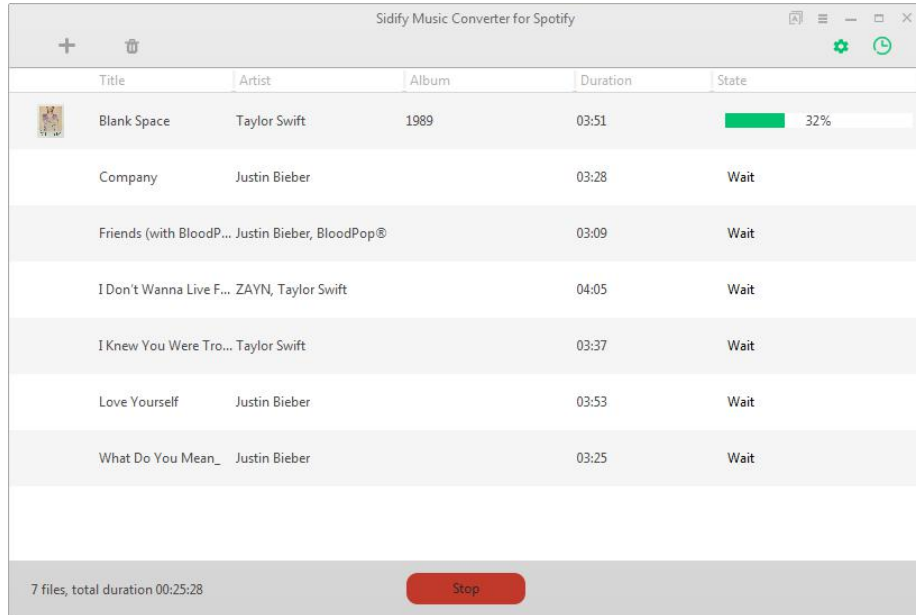 Sidify Music Converter for Spotify
Title Artist Album Duration State
Blank Space Taylor Swift 1989 03:51 32%
Company Justin Bieber 03:28 Wait
Friends (with BloodP... Justin Bieber, BloodPop® 03:09 Wait
I Don't Wanna Live F... ZAYN, Taylor Swift 04:05 Wait
I Knew You Were Tro... Taylor Swift 03:37 Wait
Love Yourself Justin Bieber 03:53 Wait
What Do You Mean_ Justin Bieber 03:25 Wait
7 files, total duration 00:25:28 Stop